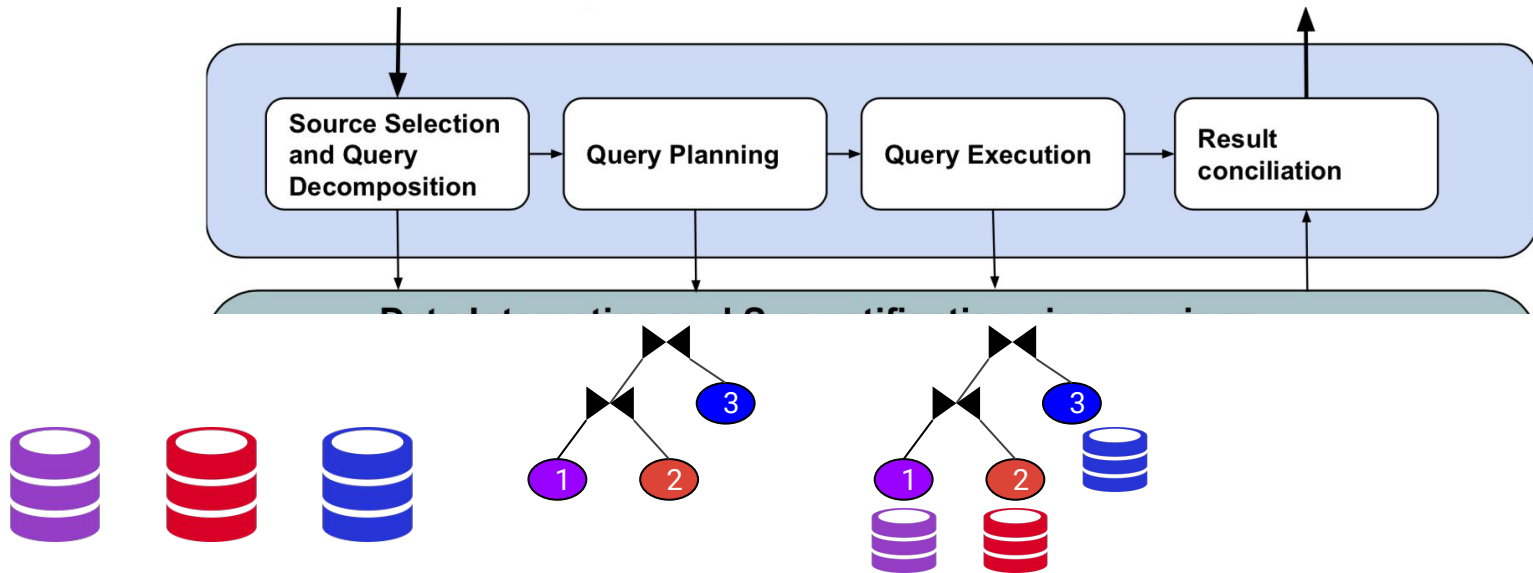 Source Selection
and Query
Decomposition
Query Planning
Query Execution
Result
conciliation
3
3
1
2
1
2